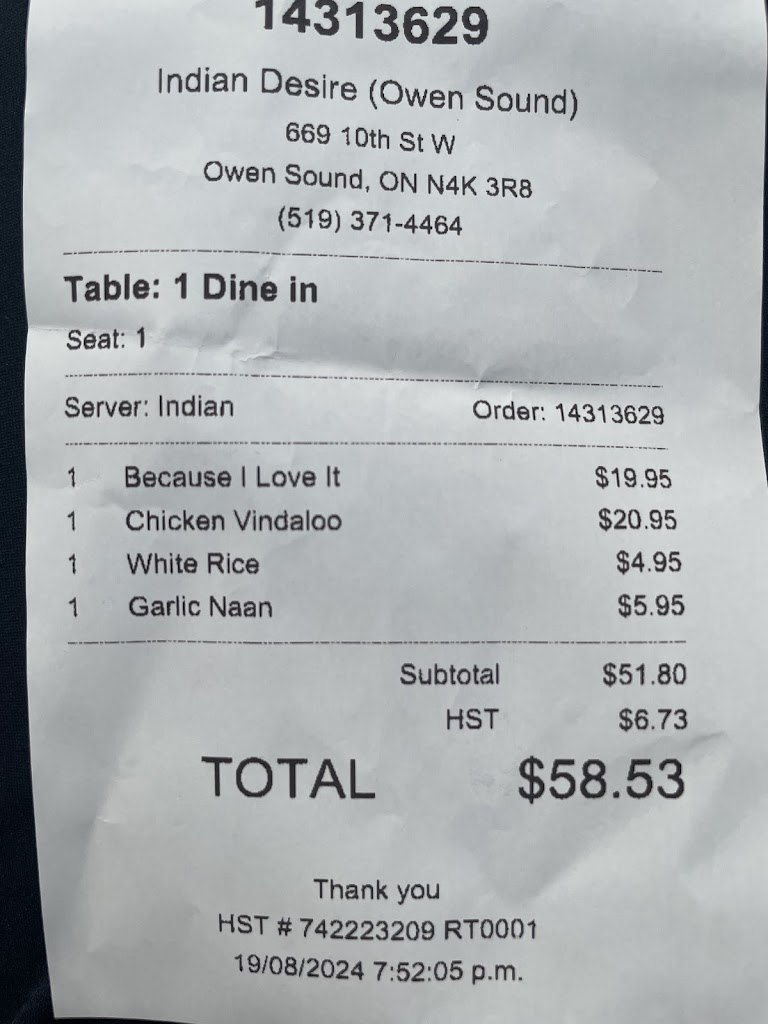 14313629
Indian Desire (Owen Sound)
669 10th St W
Owen Sound, ON N4K 3R8
(519) 371-4464
Table: 1 Dine in
Seat: 1
Server: Indian Order: 14313629
1 Because I Love It $19.95
1 Chicken Vindaloo $20.95
1 White Rice $4.95
1 Garlic Naan $5.95
Subtotal $51.80
HST $6.73
TOTAL $58.53
Thank you
HST # 742223209 RT0001
19/08/2024 7:52:05 p.m.